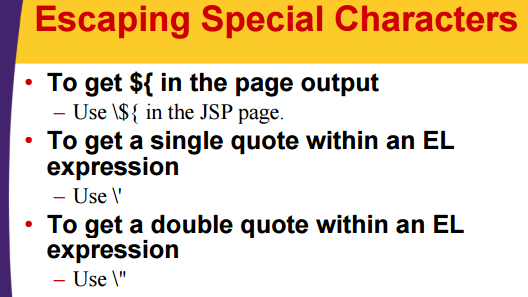 Escaping Special Characters
• To get ${ in the page output
– Use \${ in the JSP page.
• To get a single quote within an EL
expression
– Use \'
• To get a double quote within an EL
expression
– Use \"